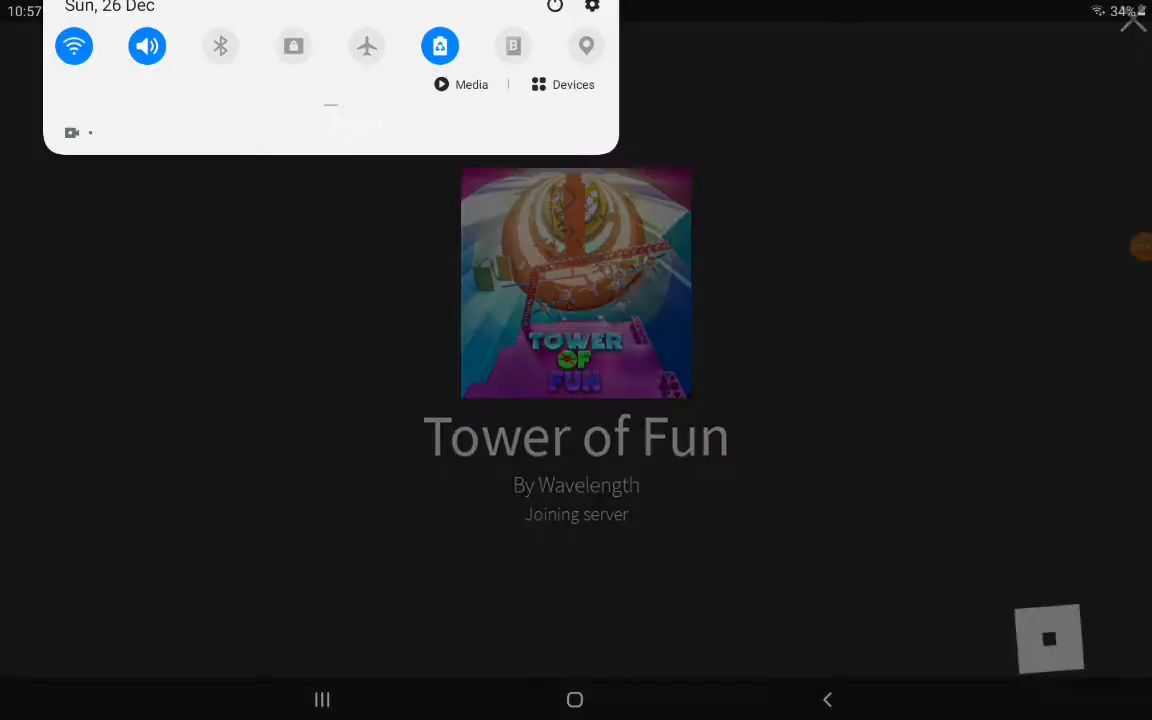 10:57
Sun, 26 Dec
34%
Media
Devices
TOWER
OF
FUN
Tower of Fun
By Wavelength
Joining server